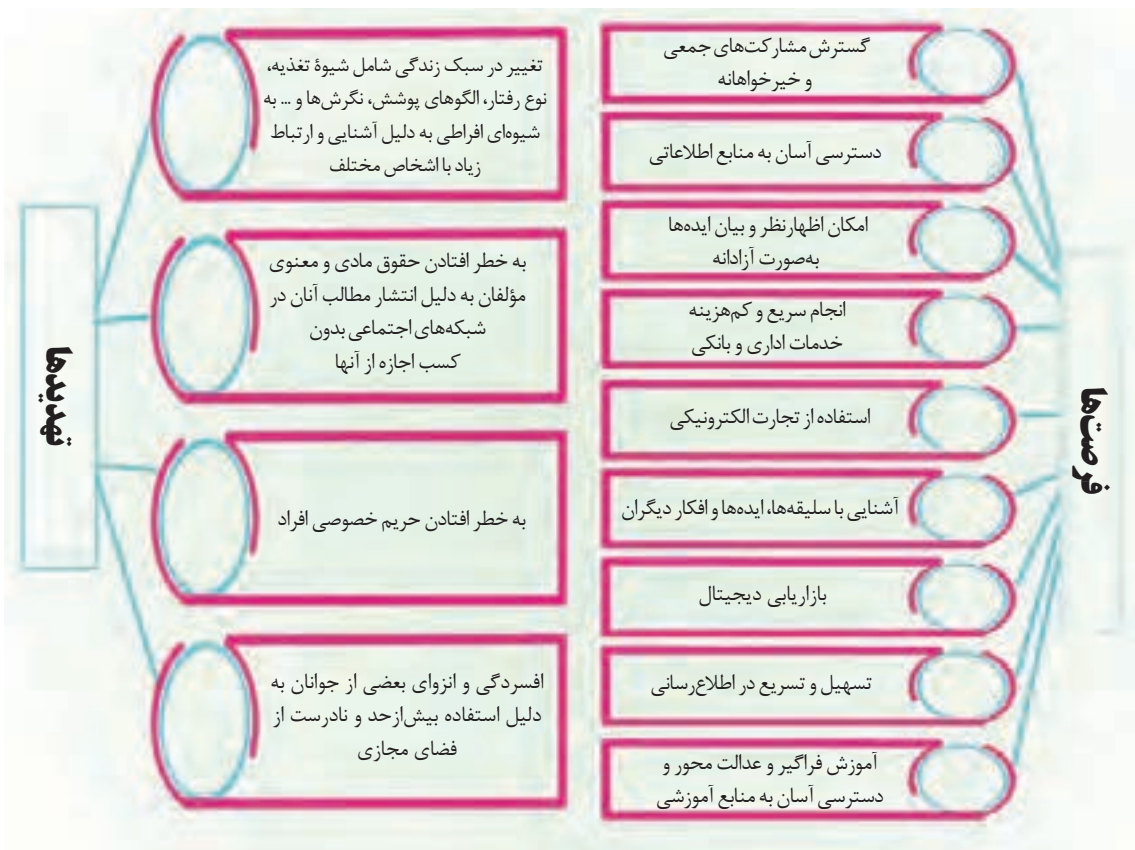 فرصت‌ها
گسترش مشارکت‌های جمعی
و خیرخواهانه
دسترسی آسان به منابع اطلاعاتی
امکان اظهارنظر و بیان ایده‌ها
به‌صورت آزادانه
انجام سریع و کم‌هزینه
خدمات اداری و بانکی
استفاده از تجارت الکترونیکی
آشنایی با سلیقه‌ها، ایده‌ها و افکار دیگران
بازاریابی دیجیتال
تسهیل و تسریع در اطلاع‌رسانی
آموزش فراگیر و عدالت محور و
دسترسی آسان به منابع آموزشی
تهدیدها
تغییر در سبک زندگی شامل شیوهٔ تغذیه،
نوع رفتار، الگوهای پوشش، نگرش‌ها و ... به
شیوه‌ای افراطی به دلیل آشنایی و ارتباط
زیاد با اشخاص مختلف
به خطر افتادن حقوق مادی و معنوی
مؤلفان به دلیل انتشار مطالب آنان در
شبکه‌های اجتماعی بدون
کسب اجازه از آنها
به خطر افتادن حریم خصوصی افراد
افسردگی و انزوای بعضی از جوانان به
دلیل استفاده بیش‌ازحد و نادرست از
فضای مجازی